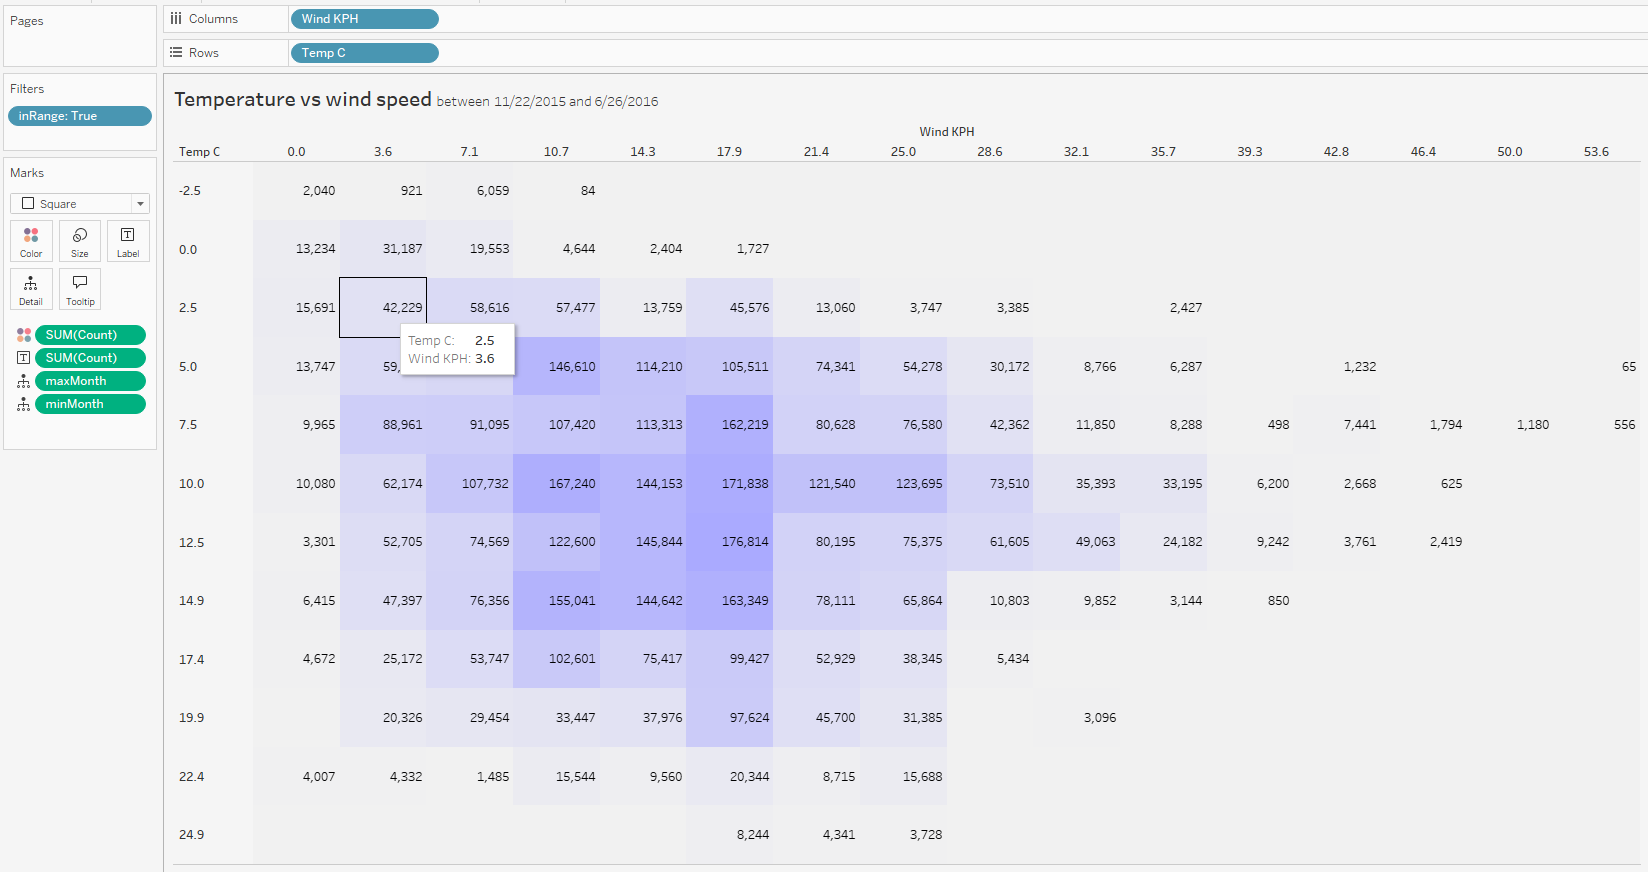 Pages
Columns
Wind KPH
Rows
Temp C
Filters
inRange: True
Marks
Square
Color
Size
Label
Detail
Tooltip
SUM(Count)
SUM(Count)
maxMonth
minMonth
Temperature vs wind speed between 11/22/2015 and 6/26/2016
Wind KPH
Temp C 0.0 3.6 7.1 10.7 14.3 17.9 21.4 25.0 28.6 32.1 35.7 39.3 42.8 46.4 50.0 53.6
-2.5 2,040 921 6,059 84
0.0 13,234 31,187 19,553 4,644 2,404 1,727
2.5 15,691 42,229 58,616 57,477 13,759 45,576 13,060 3,747 3,385 2,427
Temp C: 2.5
Wind KPH: 3.6
5.0 13,747 59, 146,610 114,210 105,511 74,341 54,278 30,172 8,766 6,287 1,232 65
7.5 9,965 88,961 91,095 107,420 113,313 162,219 80,628 76,580 42,362 11,850 8,288 498 7,441 1,794 1,180 556
10.0 10,080 62,174 107,732 167,240 144,153 171,838 121,540 123,695 73,510 35,393 33,195 6,200 2,668 625
12.5 3,301 52,705 74,569 122,600 145,844 176,814 80,195 75,375 61,605 49,063 24,182 9,242 3,761 2,419
14.9 6,415 47,397 76,356 155,041 144,642 163,349 78,111 65,864 10,803 9,852 3,144 850
17.4 4,672 25,172 53,747 102,601 75,417 99,427 52,929 38,345 5,434
19.9 20,326 29,454 33,447 37,976 97,624 45,700 31,385 3,096
22.4 4,007 4,332 1,485 15,544 9,560 20,344 8,715 15,688
24.9 8,244 4,341 3,728